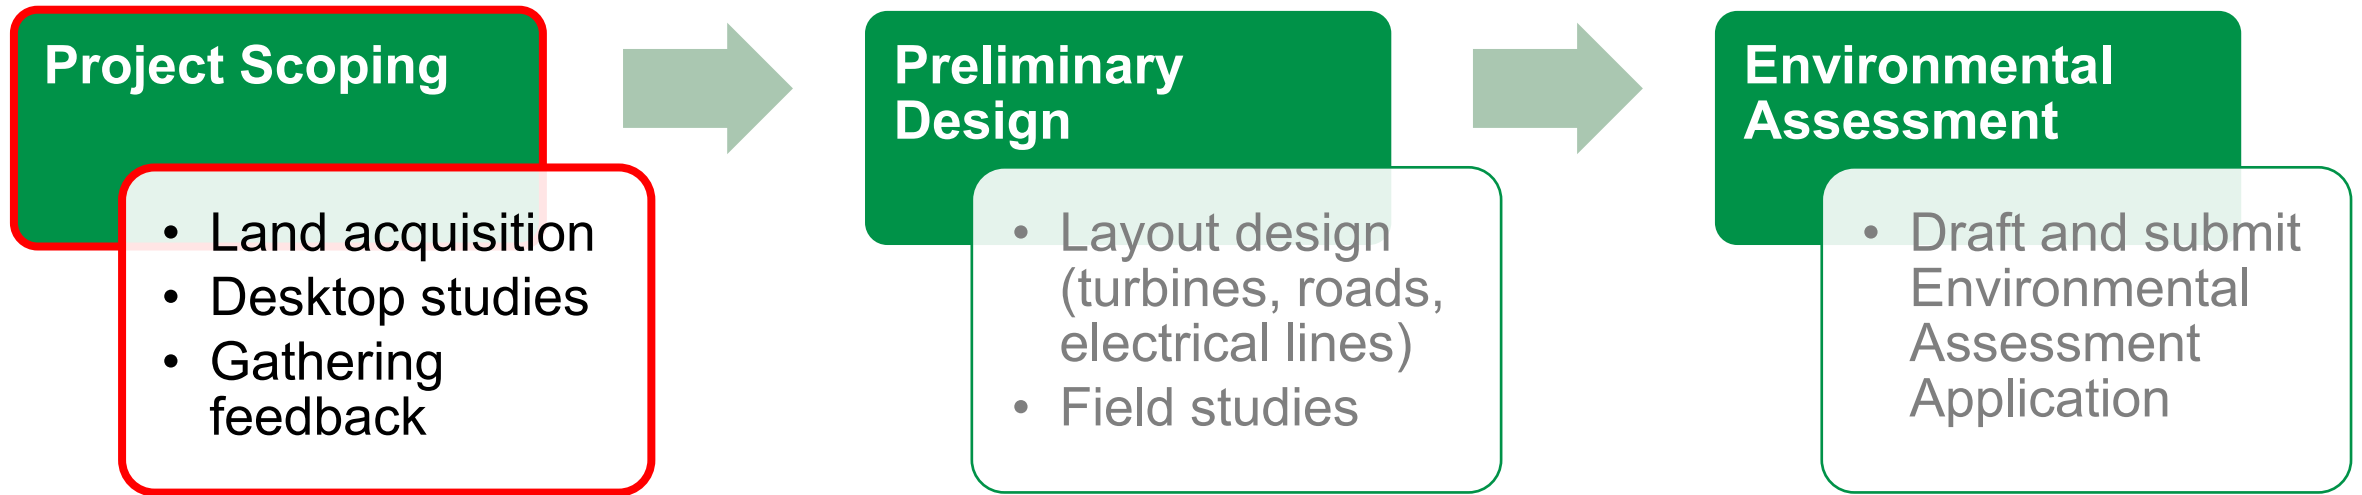 Project Scoping
• Land acquisition
• Desktop studies
• Gathering
feedback
Preliminary
Design
• Layout design
(turbines, roads,
electrical lines)
• Field studies
Environmental
Assessment
• Draft and submit
Environmental
Assessment
Application